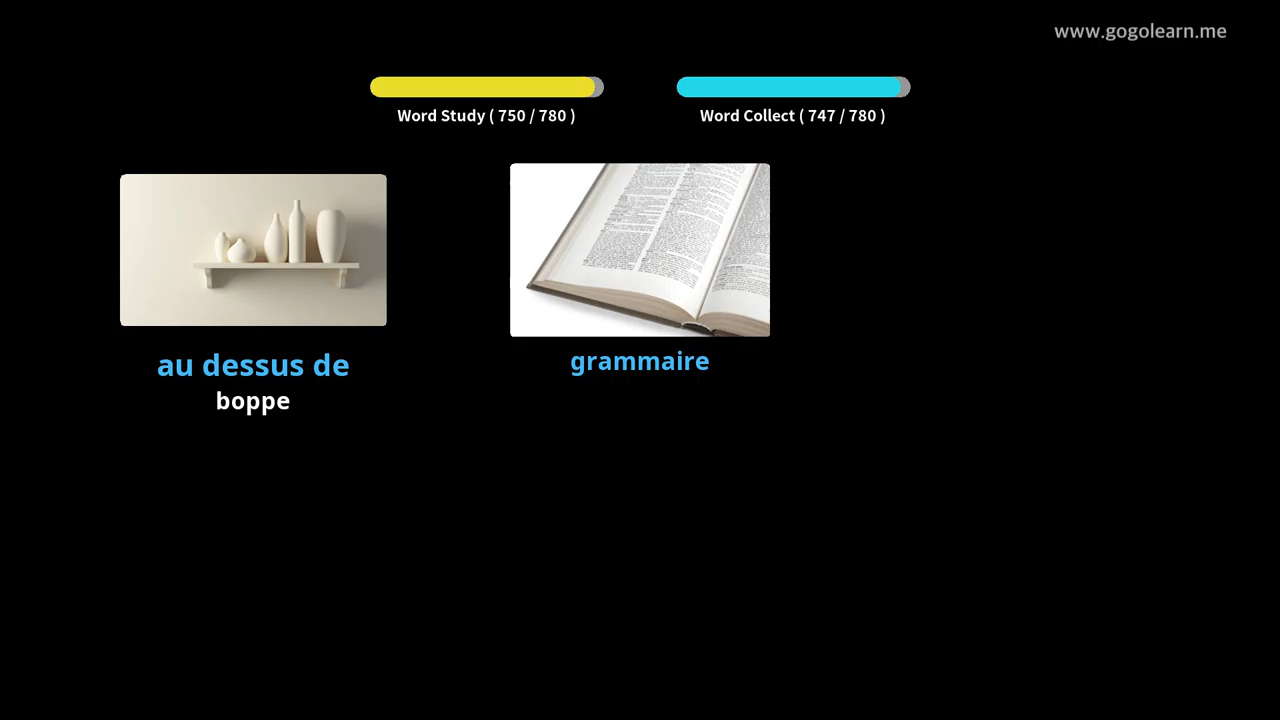 www.gogolearn.me
Word Study ( 750 / 780 )
Word Collect ( 747 / 780 )
au dessus de
boppe
grammaire